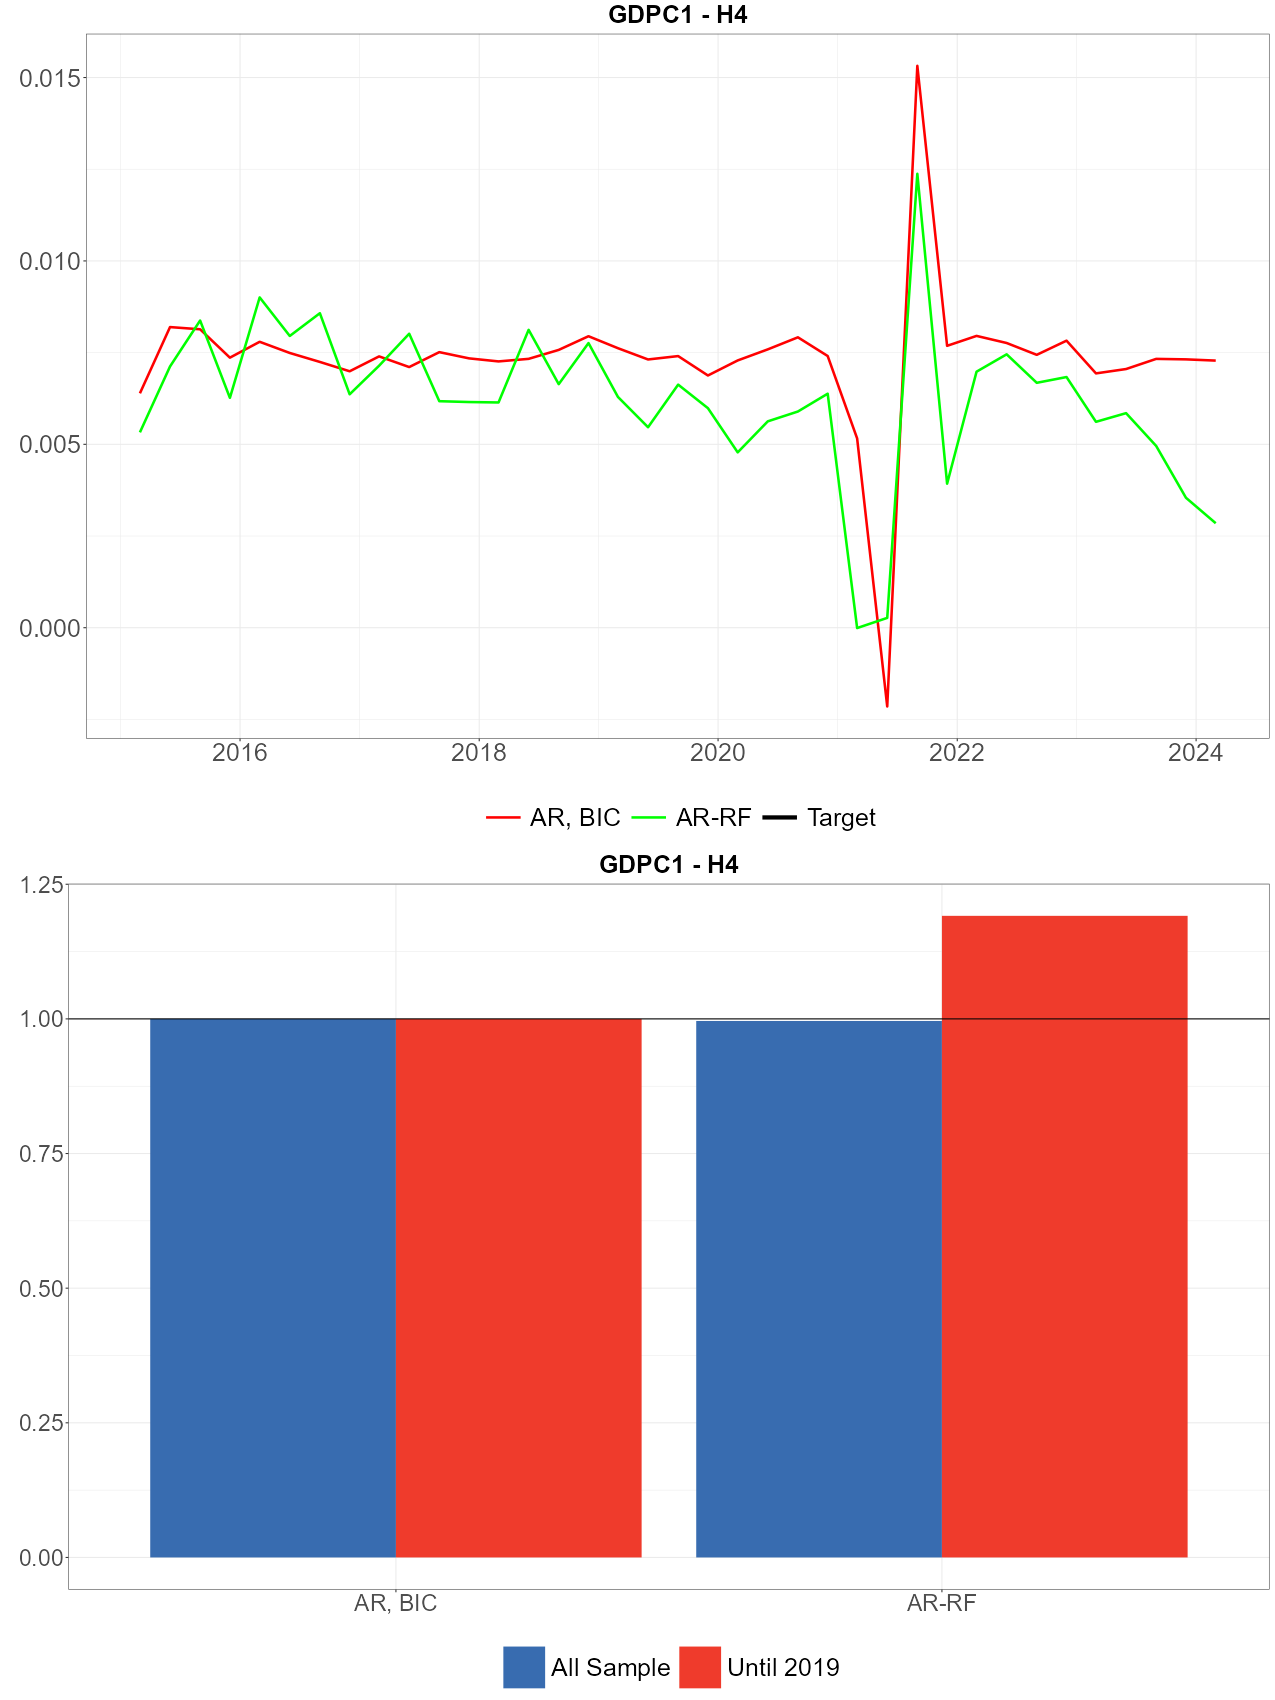 GDPC1 - H4
0.015
0.010
0.005
0.000
2016 2018 2020 2022 2024
AR, BIC AR-RF Target
GDPC1 - H4
1.25
1.00
0.75
0.50
0.25
0.00
AR, BIC AR-RF
All Sample Until 2019